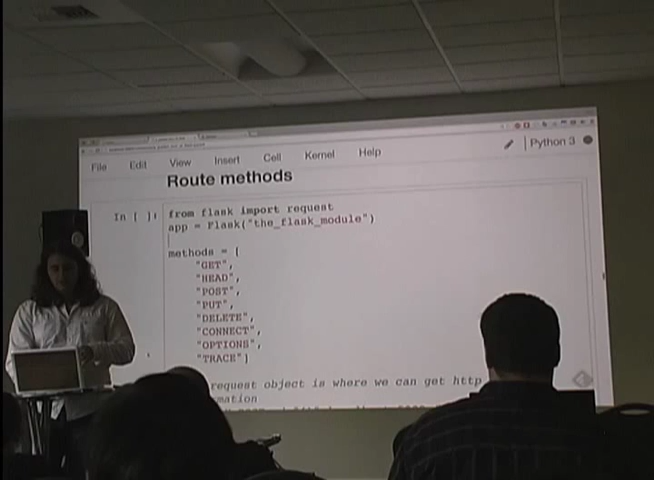 File Edit View Insert Cell Kernel Help
Python 3
Route methods
In [ ]: from flask import request
app = Flask("the_flask_module")
methods = [
"GET",
"HEAD",
"POST",
"PUT",
"DELETE",
"CONNECT",
"OPTIONS",
"TRACE"]
request object is where we can get http